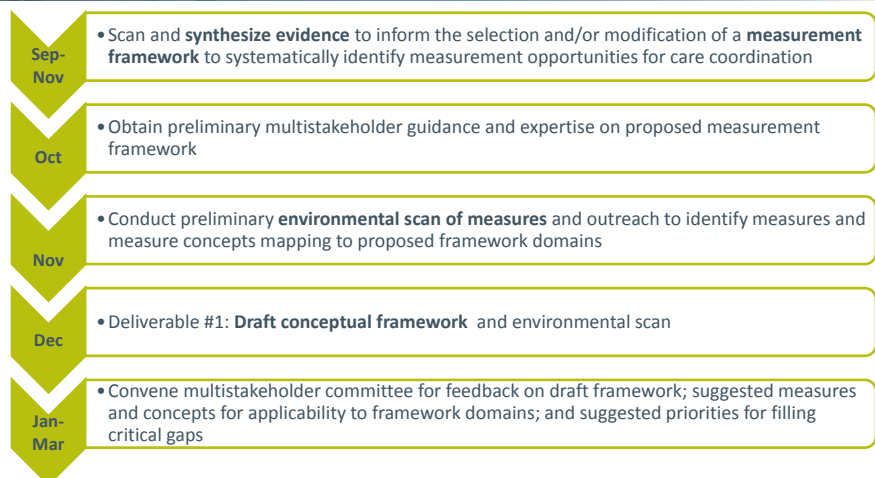 Sep-
Nov
• Scan and synthesize evidence to inform the selection and/or modification of a measurement
framework to systematically identify measurement opportunities for care coordination
Oct
• Obtain preliminary multistakeholder guidance and expertise on proposed measurement
framework
Nov
• Conduct preliminary environmental scan of measures and outreach to identify measures and
measure concepts mapping to proposed framework domains
Dec
• Deliverable #1: Draft conceptual framework and environmental scan
Jan-
Mar
• Convene multistakeholder committee for feedback on draft framework; suggested measures
and concepts for applicability to framework domains; and suggested priorities for filling
critical gaps